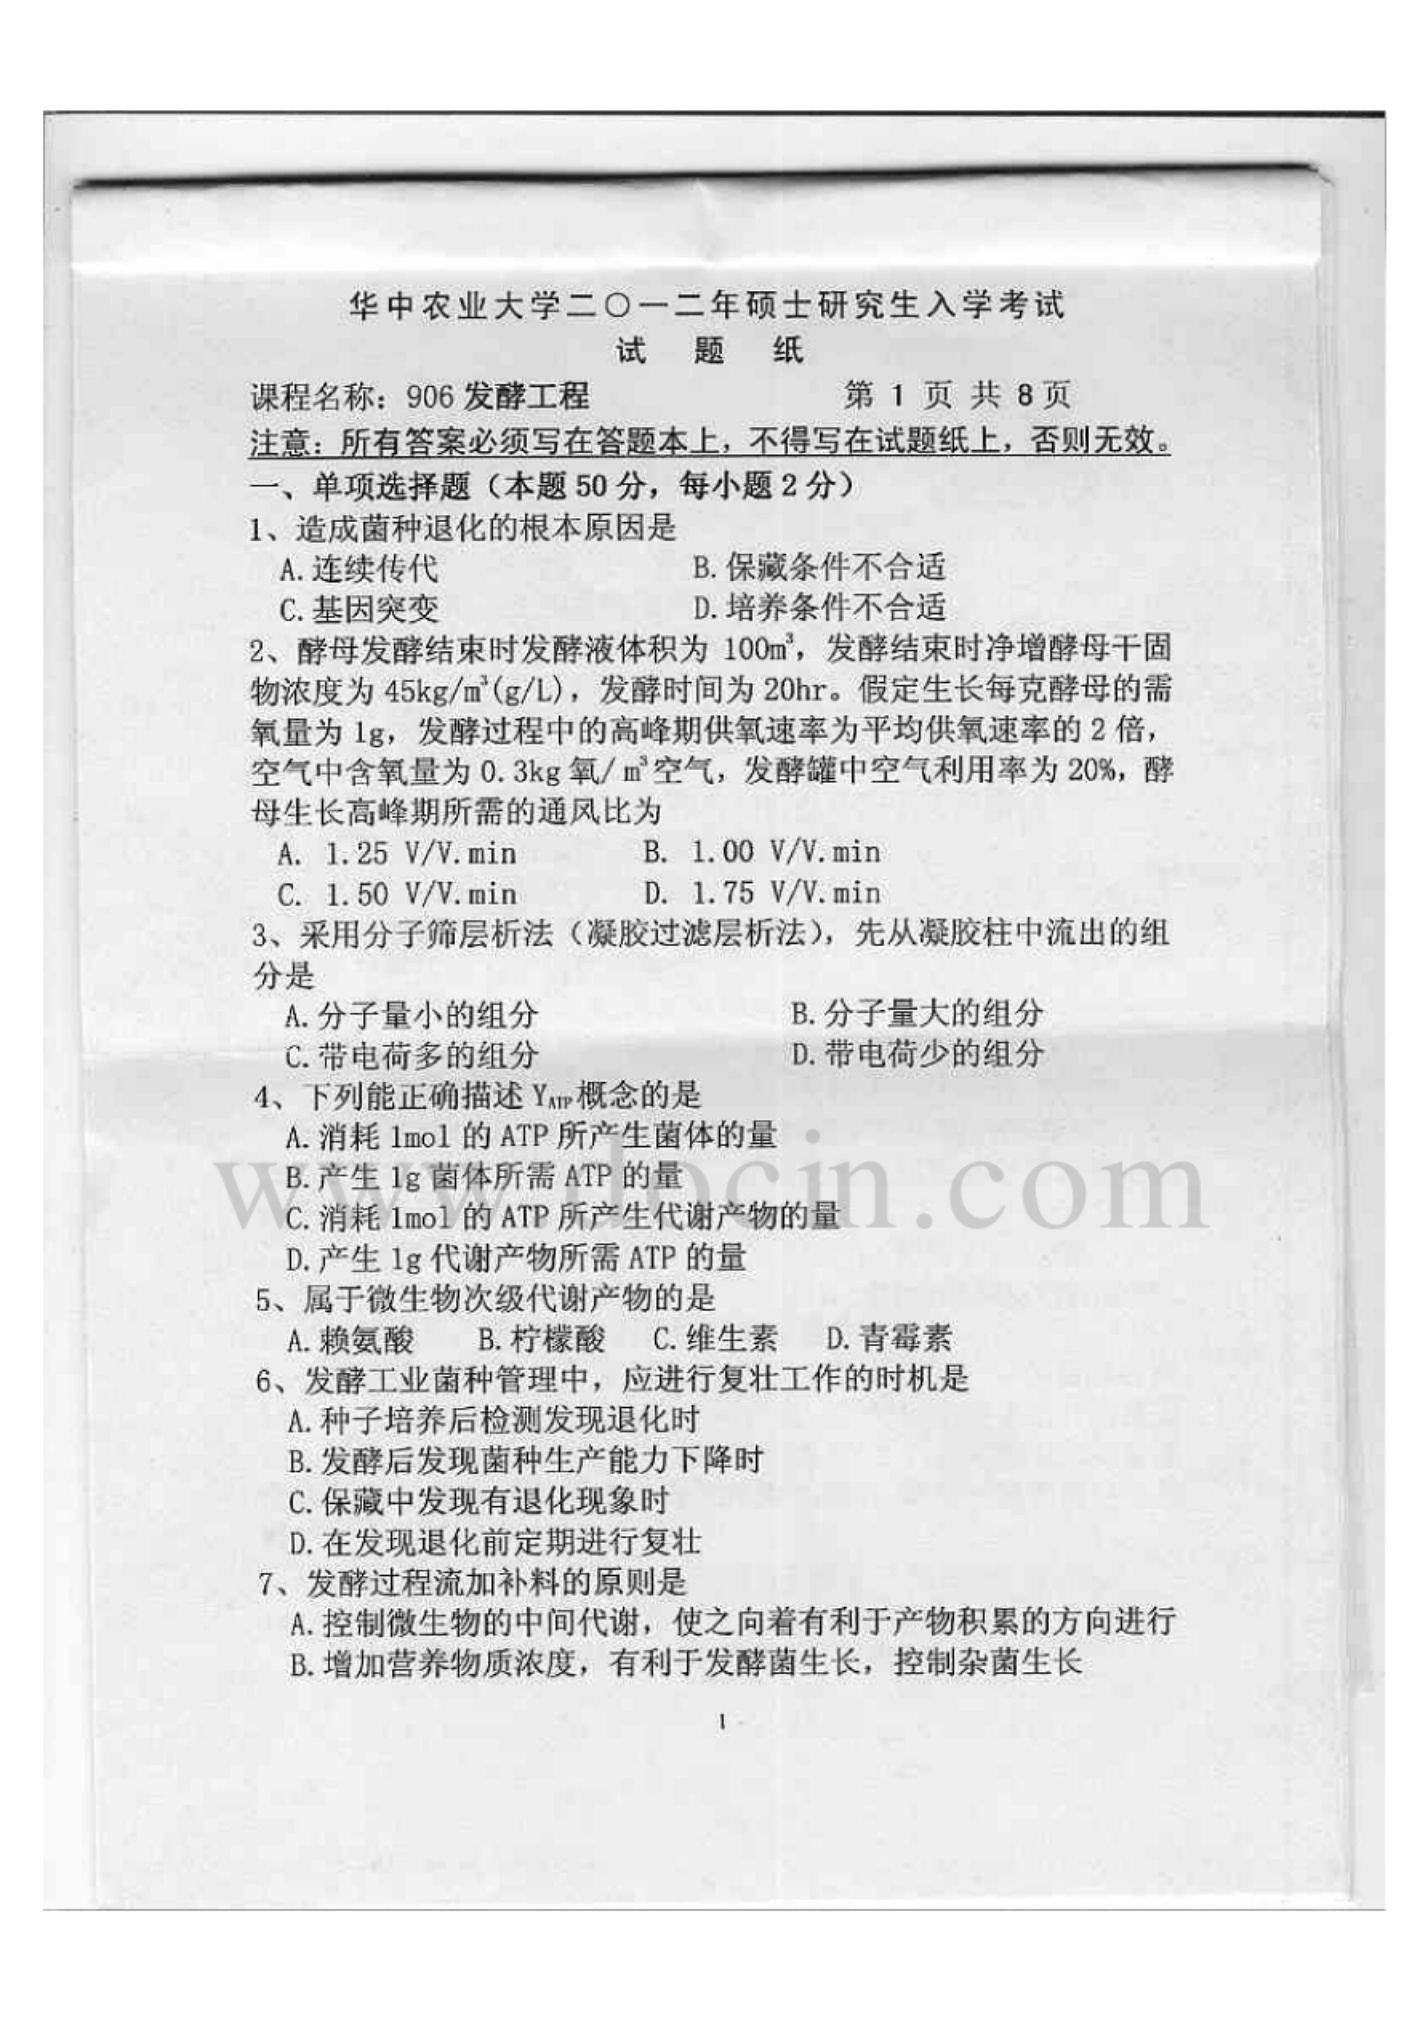 华中农业大学二〇一二年硕士研究生入学考试
试 题 纸
课程名称：906 发酵工程 第 1 页 共 8 页
注意：所有答案必须写在答题本上，不得写在试题纸上，否则无效。
一、单项选择题（本题 50 分，每小题 2 分）
1、造成菌种退化的根本原因是
A.连续传代 B.保藏条件不合适
C.基因突变 D.培养条件不合适
2、酵母发酵结束时发酵液体积为 100m³，发酵结束时净增酵母干固
物浓度为 45kg/m³(g/L)，发酵时间为 20hr。假定生长每克酵母的需
氧量为 1g，发酵过程中的高峰期供氧速率为平均供氧速率的 2 倍，
空气中含氧量为 0.3kg 氧/ m³空气，发酵罐中空气利用率为 20%，酵
母生长高峰期所需的通风比为
A. 1.25 V/V.min B. 1.00 V/V.min
C. 1.50 V/V.min D. 1.75 V/V.min
3、采用分子筛层析法（凝胶过滤层析法），先从凝胶柱中流出的组
分是
A.分子量小的组分 B.分子量大的组分
C.带电荷多的组分 D.带电荷少的组分
4、下列能正确描述 YATP概念的是
A.消耗 1mol 的 ATP 所产生菌体的量
B.产生 1g 菌体所需 ATP 的量
www.docin.com
C.消耗 1mol 的 ATP 所产生代谢产物的量
D.产生 1g 代谢产物所需 ATP 的量
5、属于微生物次级代谢产物的是
A.赖氨酸 B.柠檬酸 C.维生素 D.青霉素
6、发酵工业菌种管理中，应进行复壮工作的时机是
A.种子培养后检测发现退化时
B.发酵后发现菌种生产能力下降时
C.保藏中发现有退化现象时
D.在发现退化前定期进行复壮
7、发酵过程流加补料的原则是
A.控制微生物的中间代谢，使之向着有利于产物积累的方向进行
B.增加营养物质浓度，有利于发酵菌生长，控制杂菌生长
1